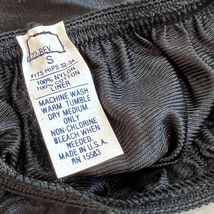 S
FITS HIPS 32-34
100% NYLON
100% COTTON
LINER
MACHINE WASH
WARM TUMBLE
DRY MEDIUM.
ONLY
NON-CHLORINE
BLEACH WHEN
NEEDED
MADE IN U.S.A.
RN 15083